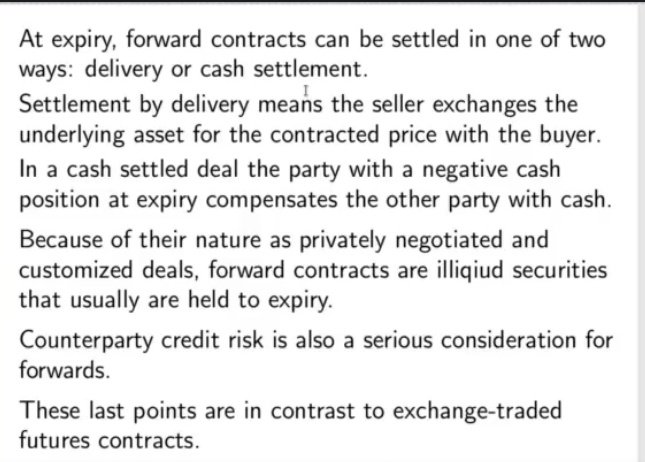 At expiry, forward contracts can be settled in one of two
ways: delivery or cash settlement.
Settlement by delivery means the seller exchanges the
underlying asset for the contracted price with the buyer.
In a cash settled deal the party with a negative cash
position at expiry compensates the other party with cash.
Because of their nature as privately negotiated and
customized deals, forward contracts are illiqiud securities
that usually are held to expiry.
Counterparty credit risk is also a serious consideration for
forwards.
These last points are in contrast to exchange-traded
futures contracts.